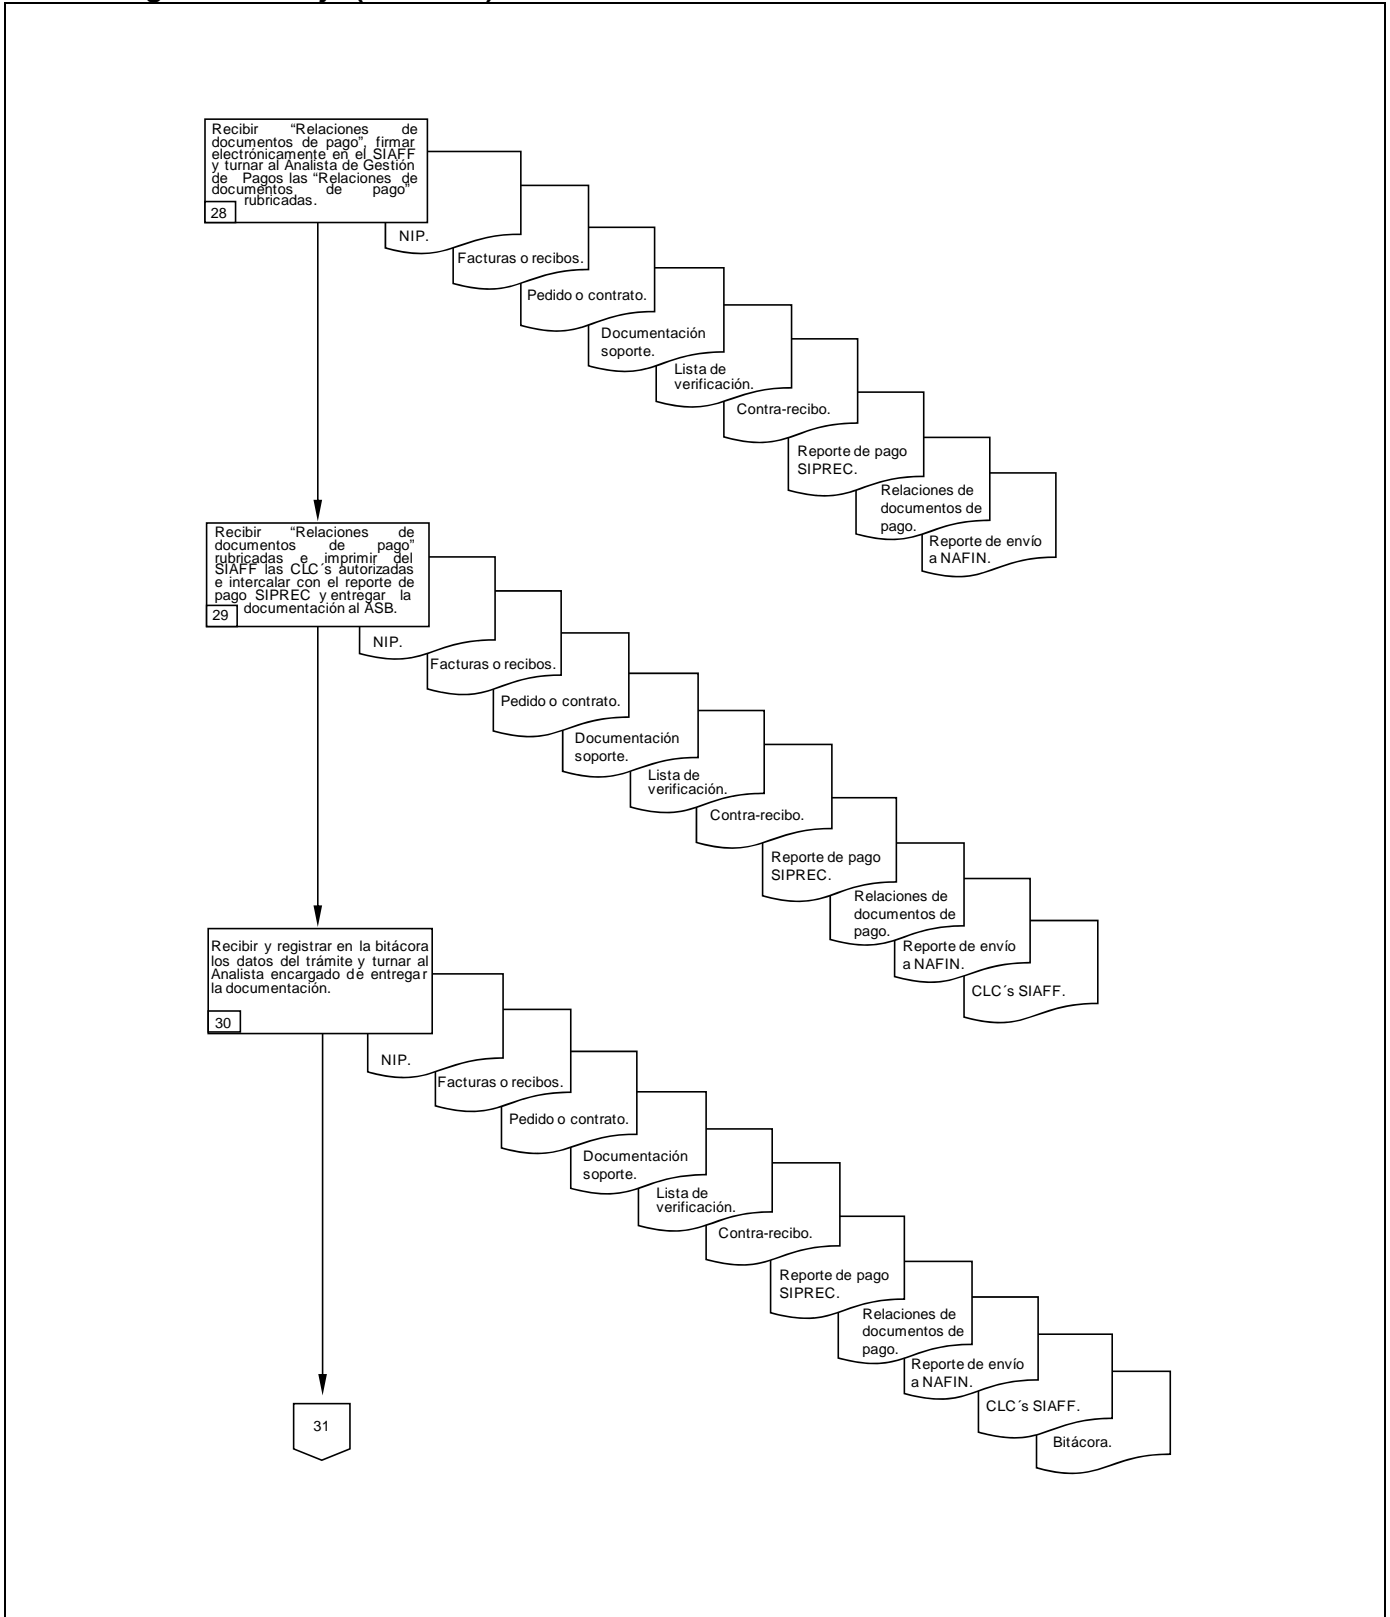 Recibir “Relaciones de
documentos de pago”, firmar
electrónicamente en el SIAFF
y turnar al Analista de Gestión
de Pagos las “Relaciones de
documentos de pago”
rubricadas.
28
NIP.
Facturas o recibos.
Pedido o contrato.
Documentación
soporte.
Lista de
verificación.
Contra-recibo.
Reporte de pago
SIPREC.
Relaciones de
documentos de
pago.
Reporte de envío
a NAFIN.
Recibir “Relaciones de
documentos de pago”
rubricadas e imprimir del
SIAFF las CLC´s autorizadas
e intercalar con el reporte de
pago SIPREC y entregar la
documentación al ASB.
29
NIP.
Facturas o recibos.
Pedido o contrato.
Documentación
soporte.
Lista de
verificación.
Contra-recibo.
Reporte de pago
SIPREC.
Relaciones de
documentos de
pago.
Reporte de envío
a NAFIN.
CLC´s SIAFF.
Recibir y registrar en la bitácora
los datos del trámite y turnar al
Analista encargado de entregar
la documentación.
30
NIP.
Facturas o recibos.
Pedido o contrato.
Documentación
soporte.
Lista de
verificación.
Contra-recibo.
Reporte de pago
SIPREC.
Relaciones de
documentos de
pago.
Reporte de envío
a NAFIN.
CLC´s SIAFF.
Bitácora.
31